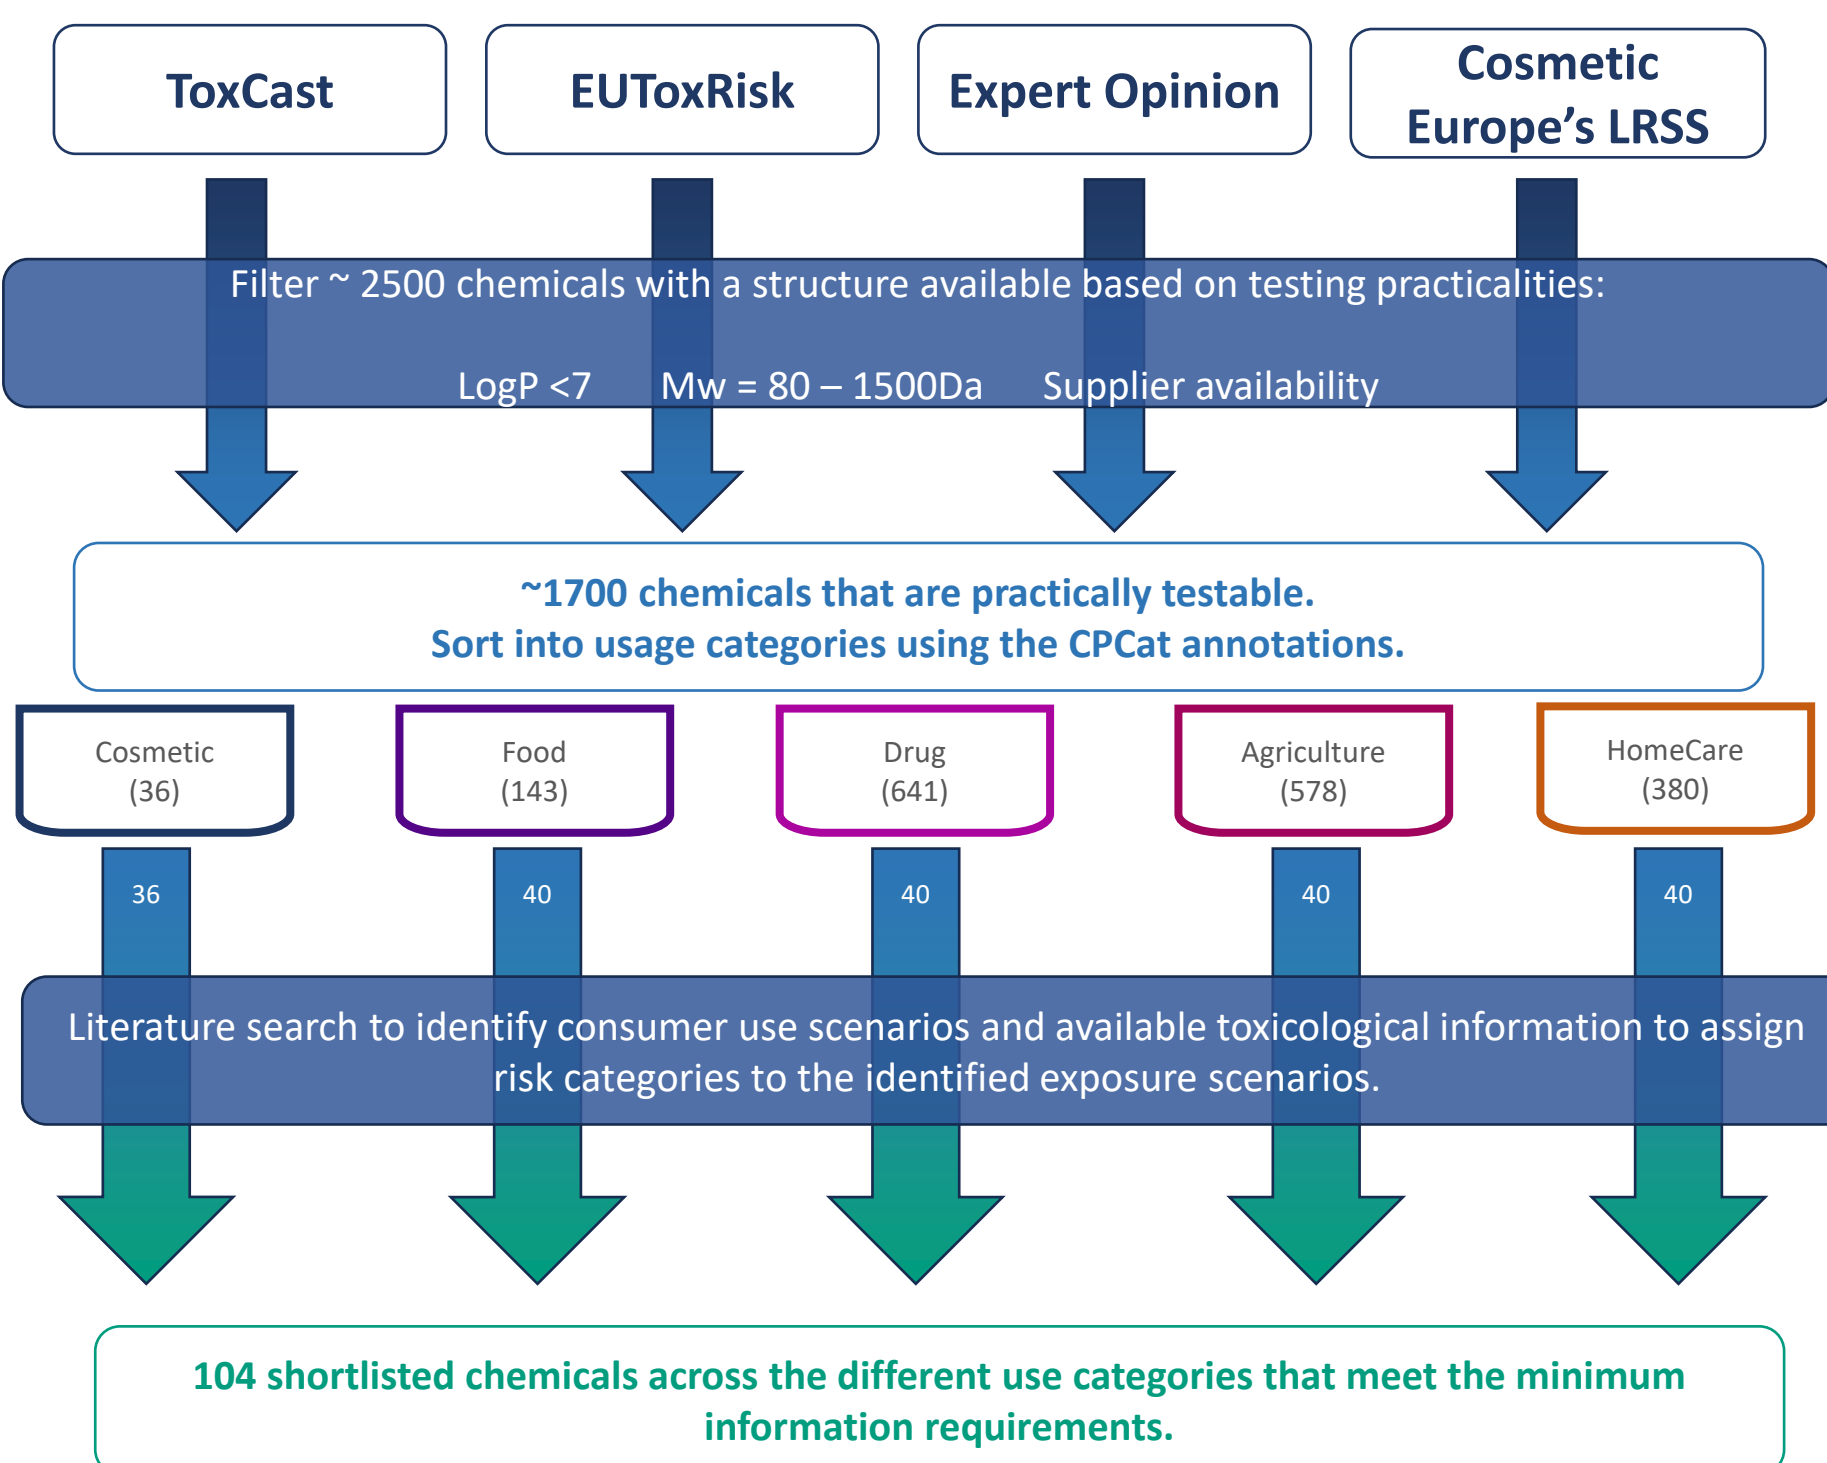 ToxCast
EUToxRisk
Expert Opinion
Cosmetic
Europe’s LRSS
Filter ~ 2500 chemicals with a structure available based on testing practicalities:
LogP <7 Mw = 80 – 1500Da Supplier availability
~1700 chemicals that are practically testable.
Sort into usage categories using the CPCat annotations.
Cosmetic
(36)
Food
(143)
Drug
(641)
Agriculture
(578)
HomeCare
(380)
36
40
40
40
40
Literature search to identify consumer use scenarios and available toxicological information to assign
risk categories to the identified exposure scenarios.
104 shortlisted chemicals across the different use categories that meet the minimum
information requirements.